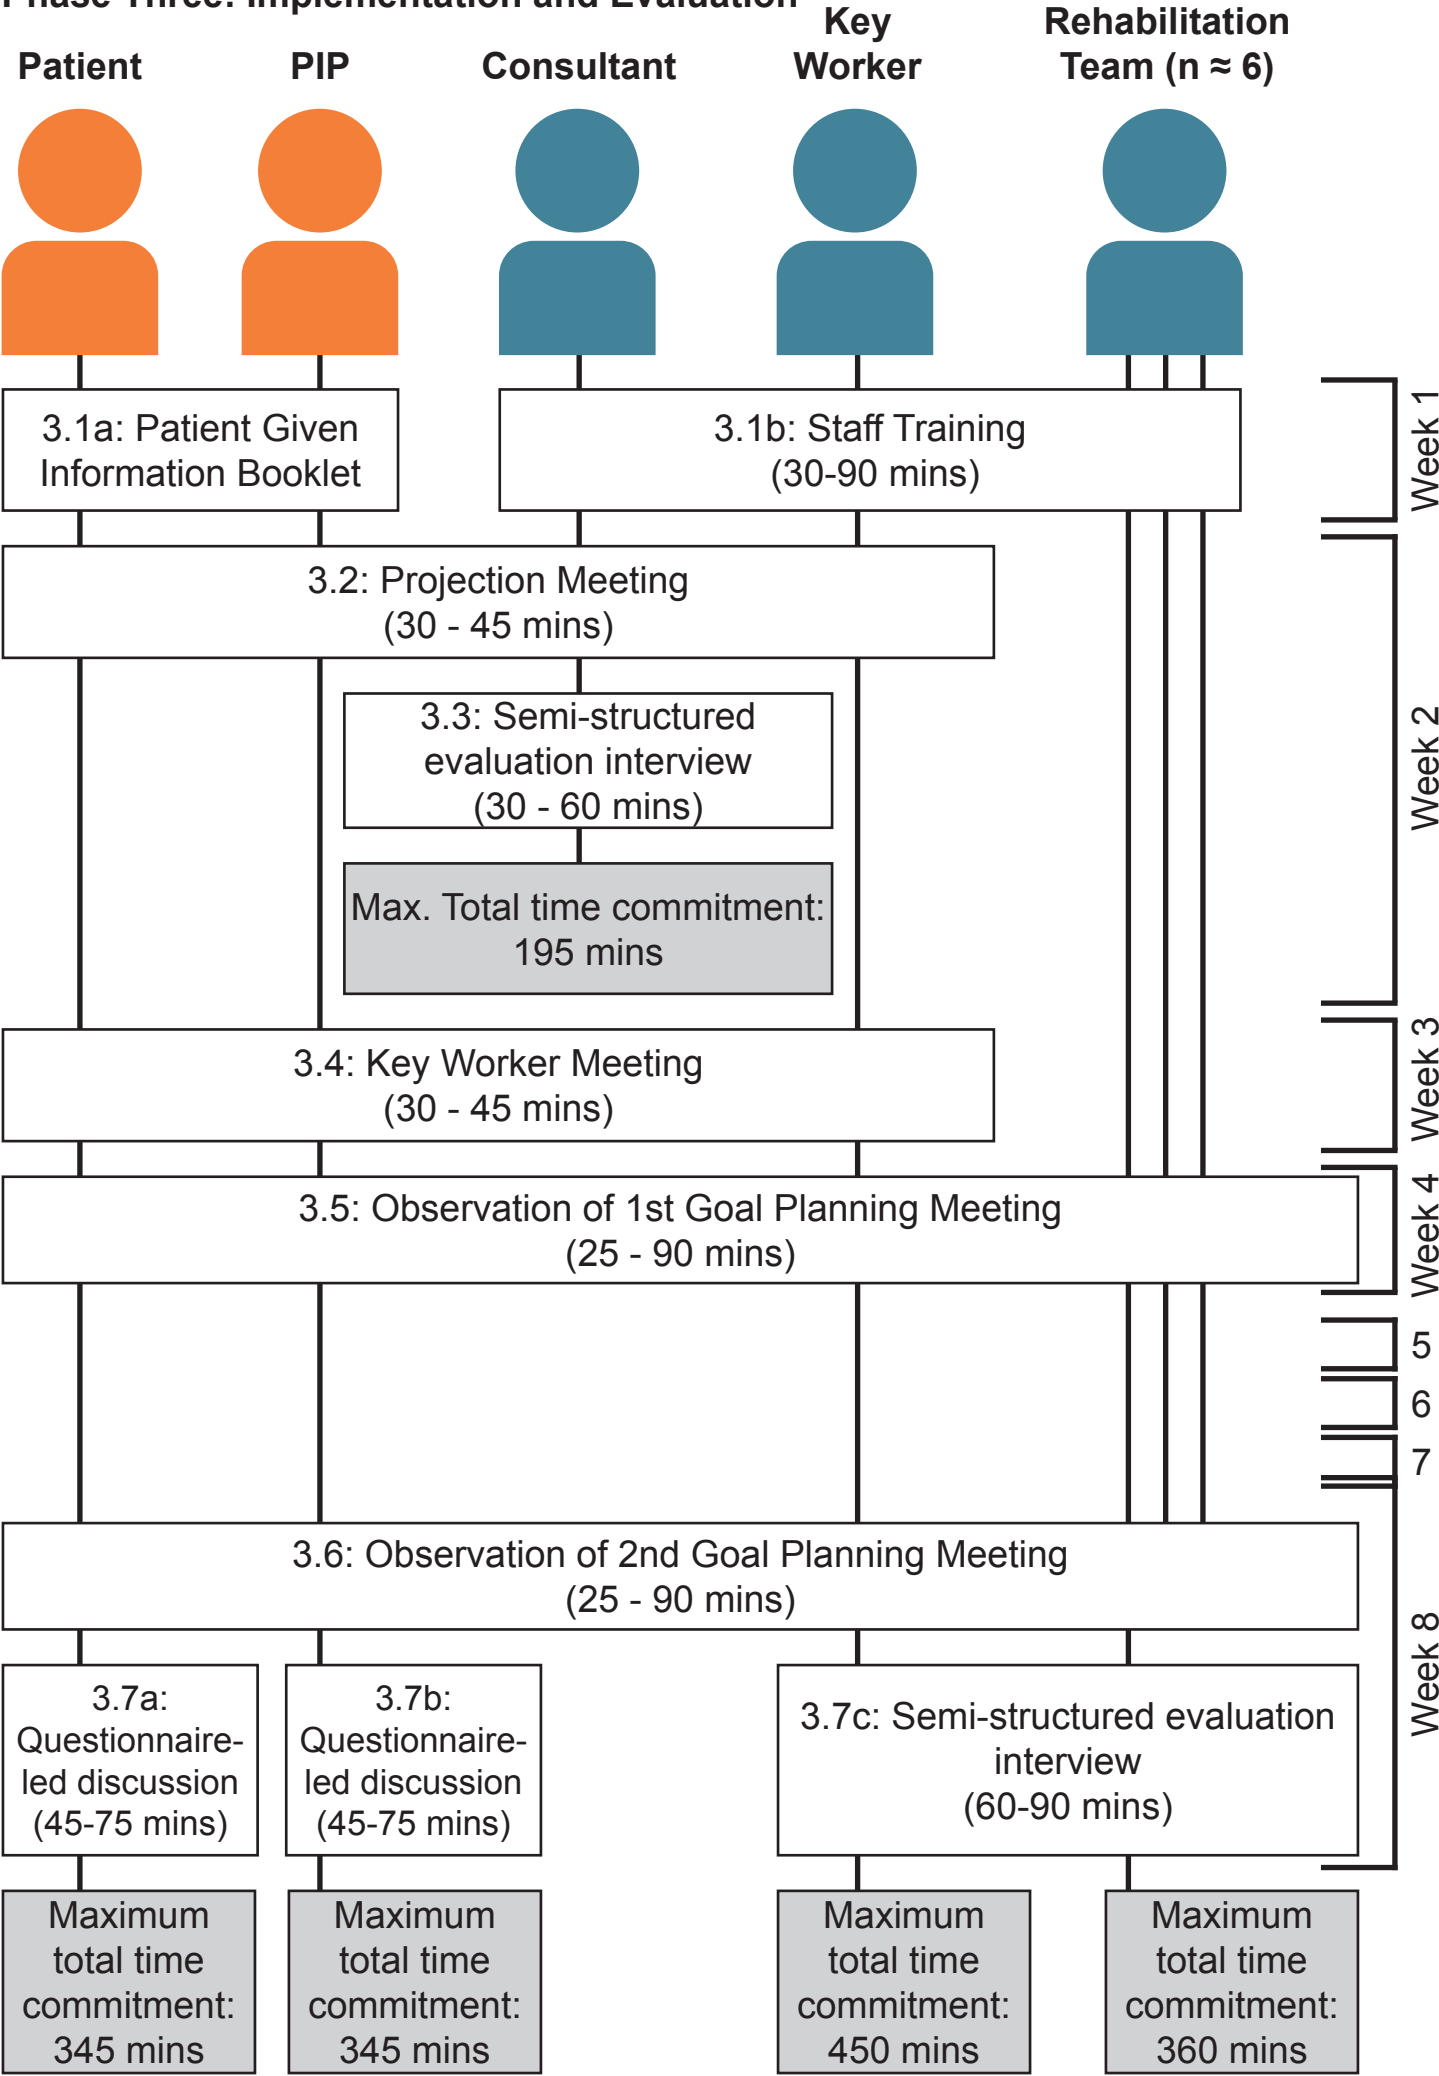 Phase Three: Implementation and Evaluation
Patient
PIP
Consultant
Key
Worker
Rehabilitation
Team (n ≈ 6)
3.1a: Patient Given
Information Booklet
3.1b: Staff Training
(30-90 mins)
Week 1
3.2: Projection Meeting
(30 - 45 mins)
3.3: Semi-structured
evaluation interview
(30 - 60 mins)
Max. Total time commitment:
195 mins
Week 2
3.4: Key Worker Meeting
(30 - 45 mins)
Week 3
3.5: Observation of 1st Goal Planning Meeting
(25 - 90 mins)
Week 4
5
6
7
3.6: Observation of 2nd Goal Planning Meeting
(25 - 90 mins)
3.7a:
Questionnaire-
led discussion
(45-75 mins)
3.7b:
Questionnaire-
led discussion
(45-75 mins)
3.7c: Semi-structured evaluation
interview
(60-90 mins)
Week 8
Maximum
total time
commitment:
345 mins
Maximum
total time
commitment:
345 mins
Maximum
total time
commitment:
450 mins
Maximum
total time
commitment:
360 mins